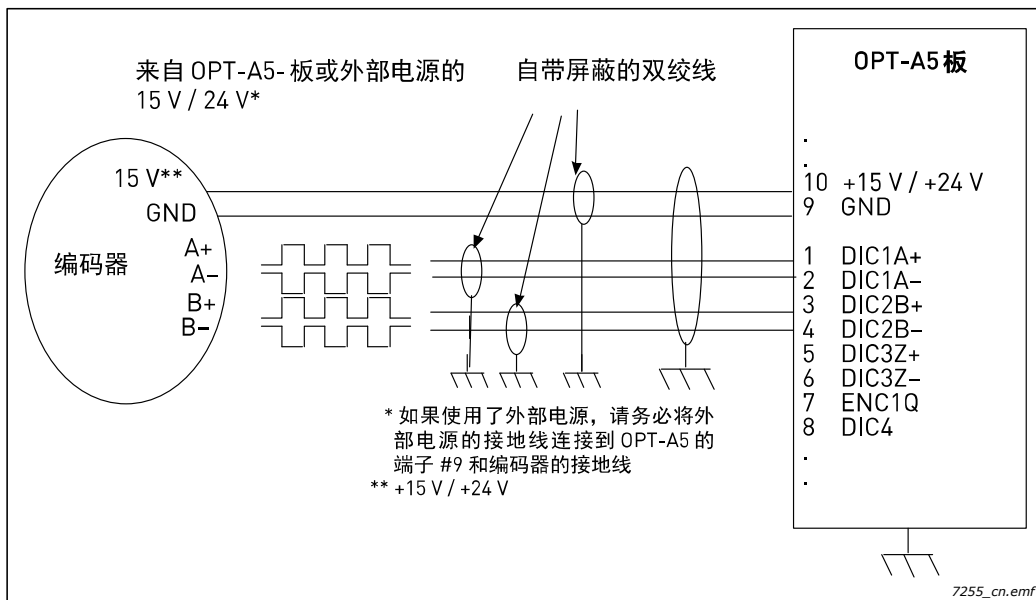 来自 OPT-A5- 板或外部电源的
15 V / 24 V*
自带屏蔽的双绞线
OPT-A5 板
15 V**
GND
编码器
A+
A-
B+
B-
.
.
10 +15 V / +24 V
9 GND
1 DIC1A+
2 DIC1A-
3 DIC2B+
4 DIC2B-
5 DIC3Z+
6 DIC3Z-
7 ENC1Q
8 DIC4
.
.
* 如果使用了外部电源，请务必将外
部电源的接地线连接到 OPT-A5 的
端子 #9 和编码器的接地线
** +15 V / +24 V
7255_cn.emf